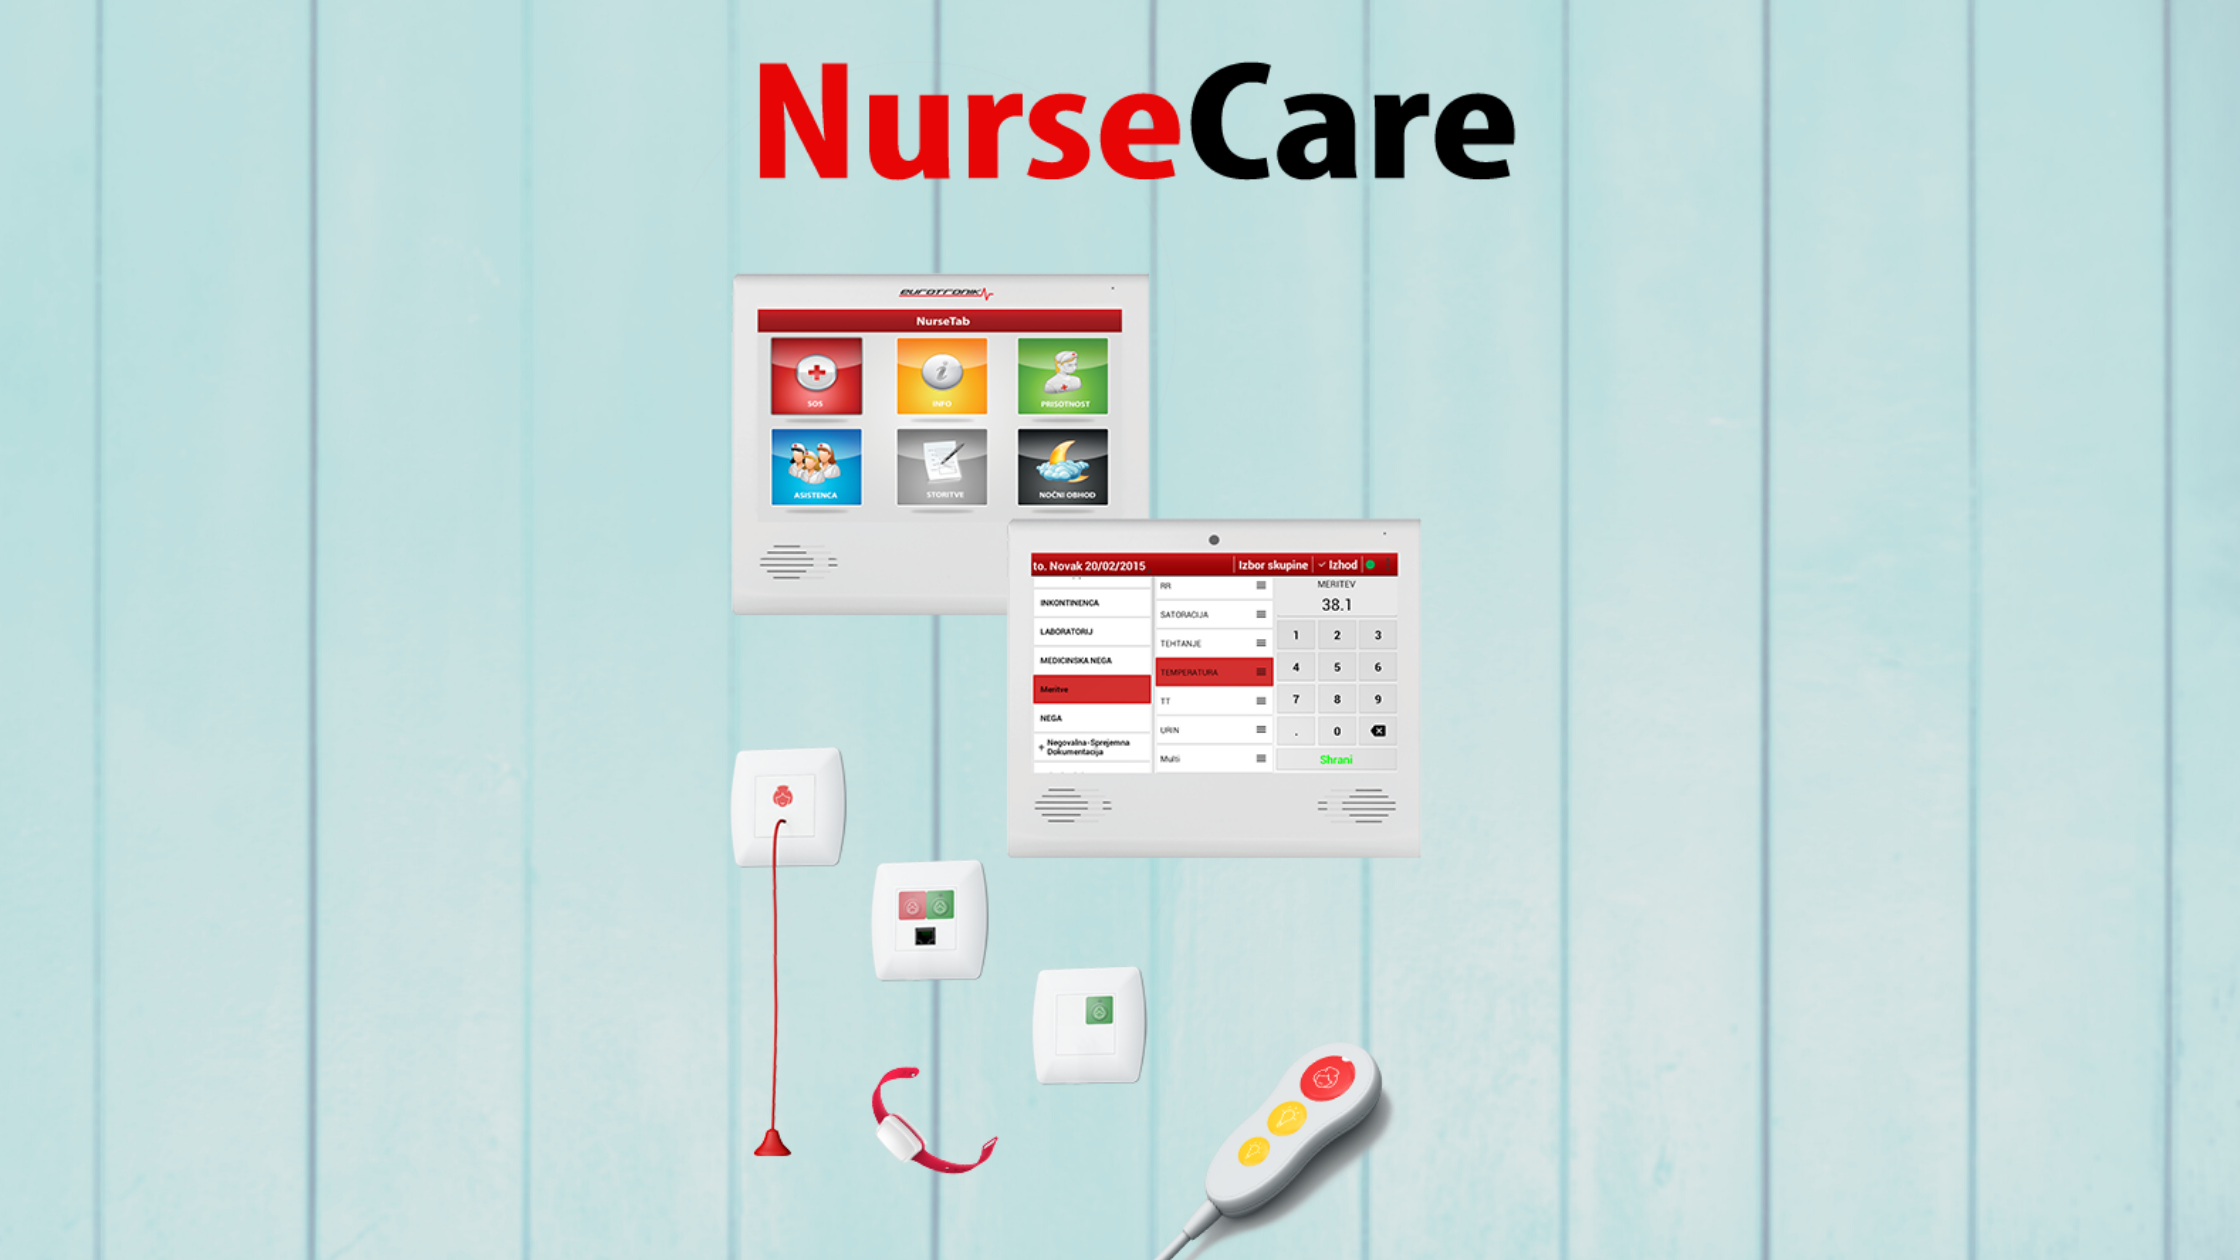 NurseCare
eurotronik
NurseTab
SOS
INFO
PRISOTNOST
ASISTENCA
STORITVE
NOČNI OBHOD
to. Novak 20/02/2015
Izbor skupine
Izhod
INKONTINENCA
LABORATORIJ
MEDICINSKA NEGA
Meritve
NEGA
+ Negovalna-Sprejemna
Dokumentacija
RR
SATORACIJA
TEHTANJE
TEMPERATURA
TT
URIN
Multi
MERITEV
38.1
1 2 3
4 5 6
7 8 9
. 0
Shrani